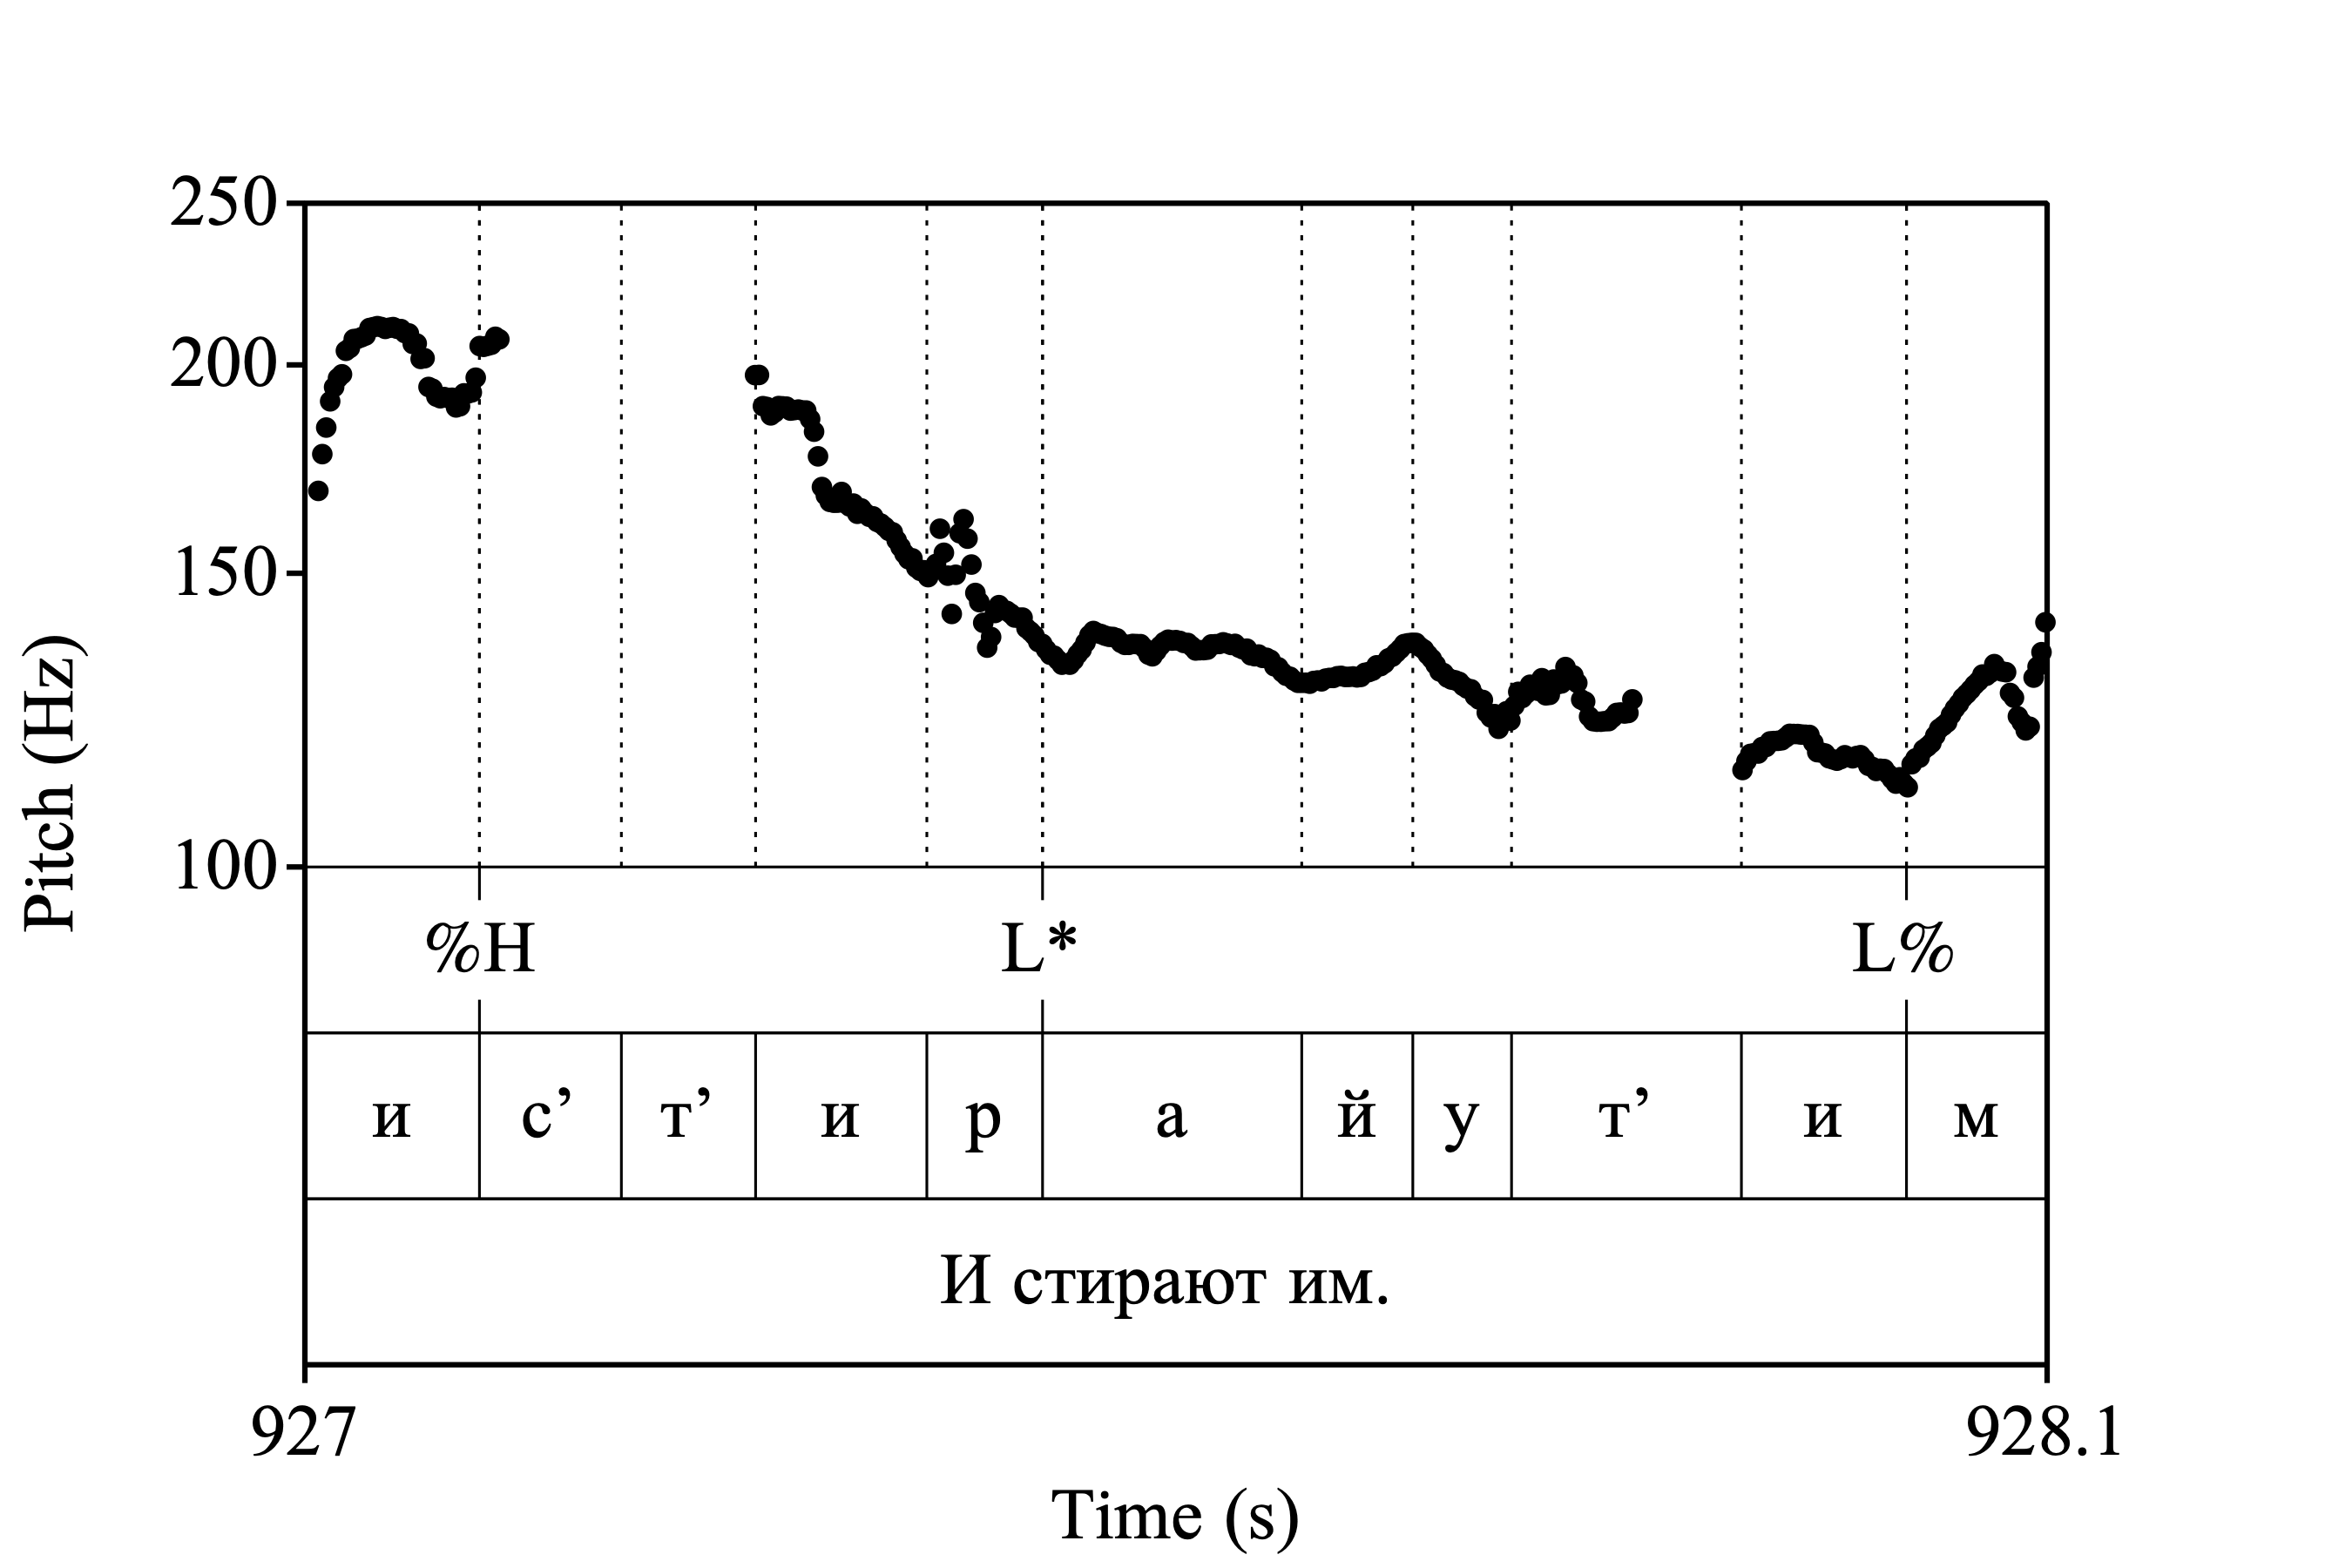 250
200
150
100
Pitch (Hz)
%H L* L%
и с’ т’ и р а й у т’ и м
И стирают им.
927 928.1
Time (s)